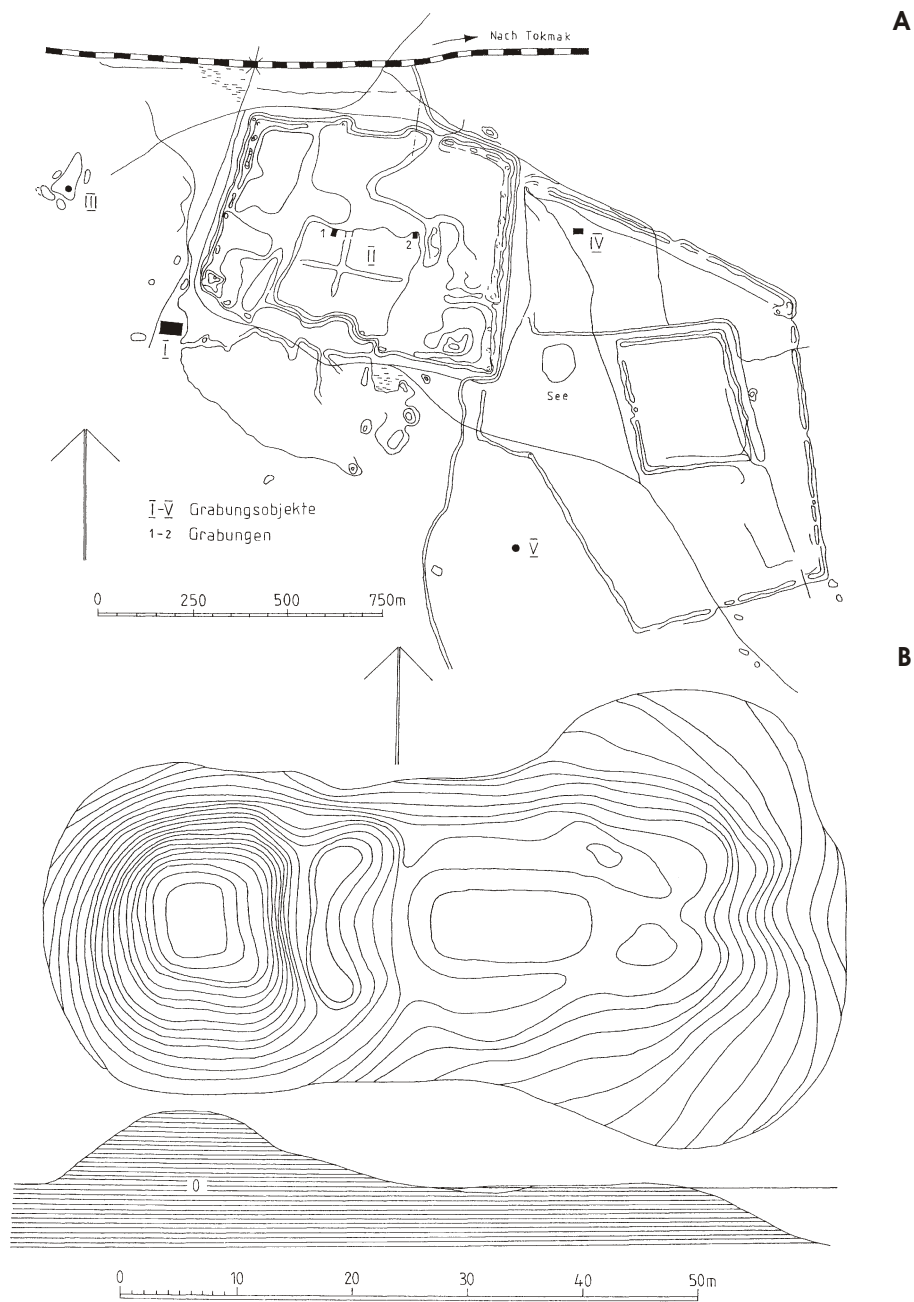 A
Nach Tokmak
III
1
II
2
IV
I
See
I-V Grabungsobjekte
1-2 Grabungen
V
0 250 500 750m
B
0
0 10 20 30 40 50m